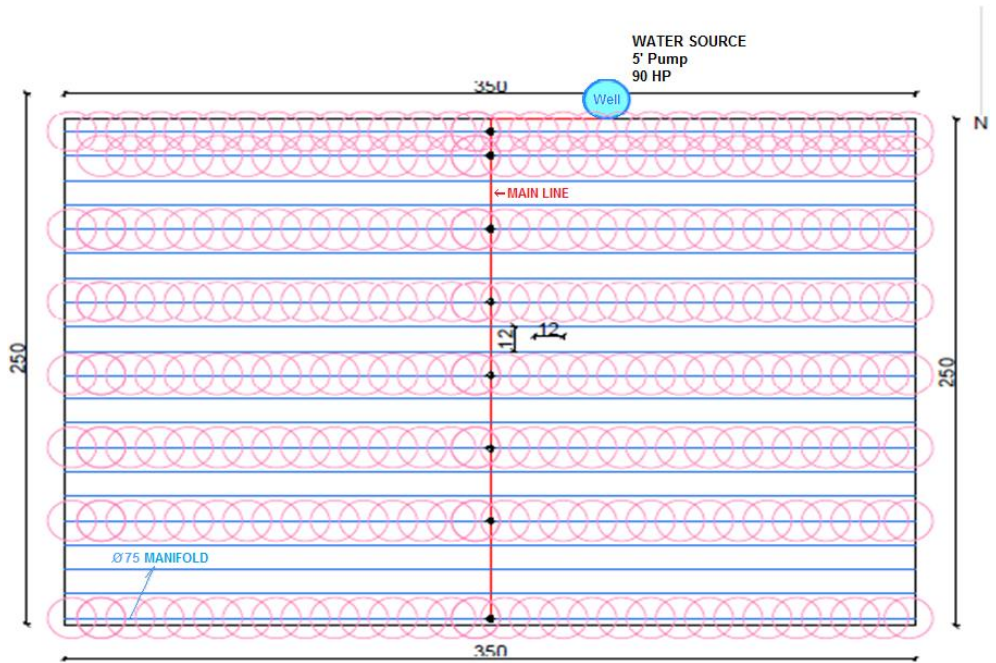 WATER SOURCE
5' Pump
90 HP
350
Well
N
←MAIN LINE
12
12
250
250
Ø75 MANIFOLD
350